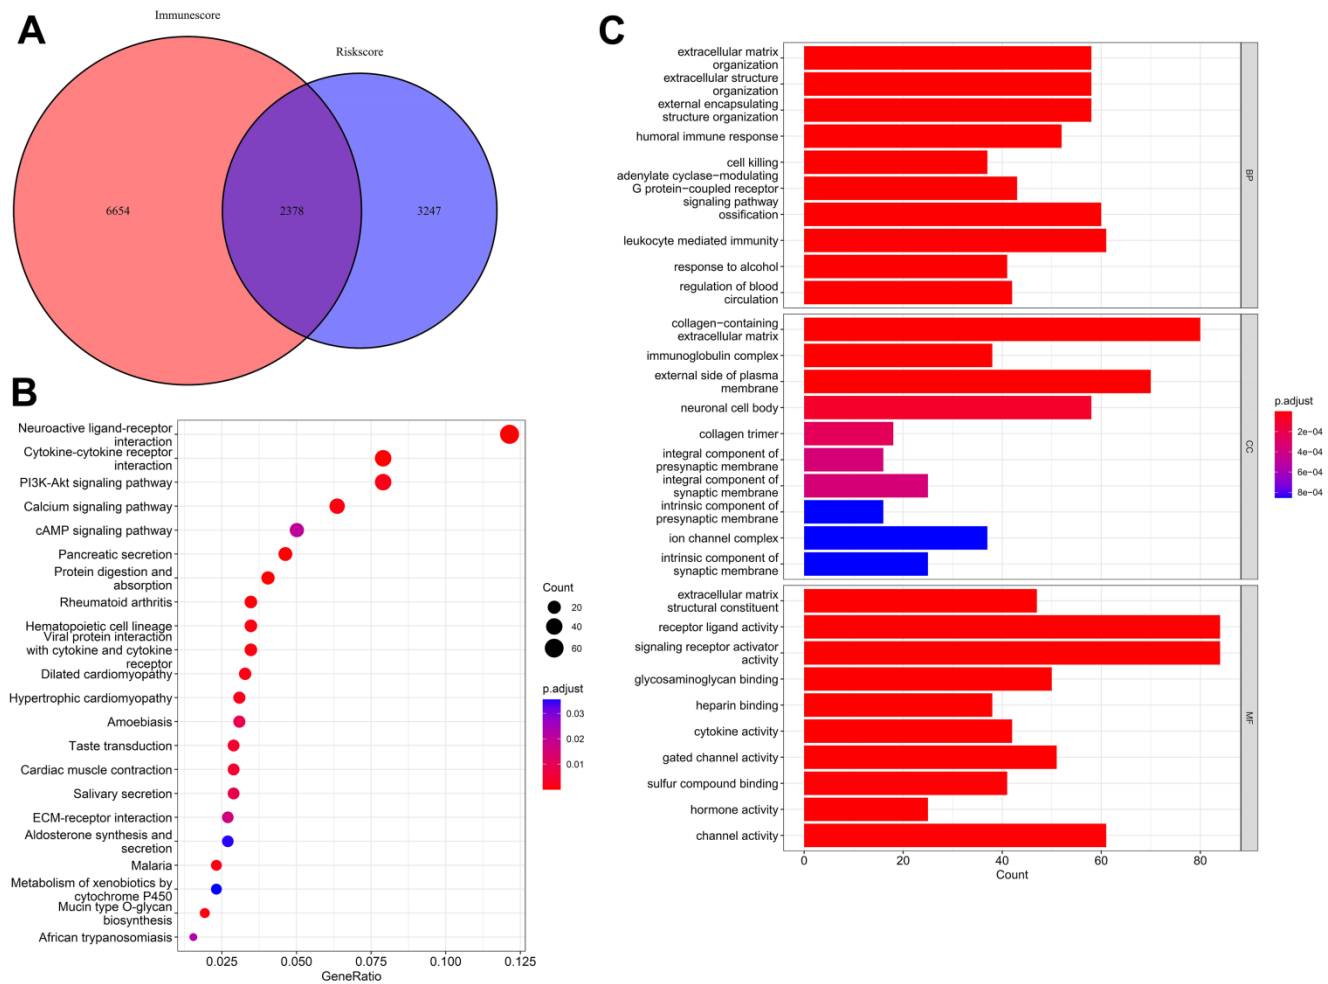 A
Immunescore
Riskscore
6654
2378
3247
B
Neuroactive ligand-receptor
interaction
Cytokine-cytokine receptor
interaction
PI3K-Akt signaling pathway
Calcium signaling pathway
cAMP signaling pathway
Pancreatic secretion
Protein digestion and
absorption
Rheumatoid arthritis
Hematopoietic cell lineage
Viral protein interaction
with cytokine and cytokine
receptor
Dilated cardiomyopathy
Hypertrophic cardiomyopathy
Amoebiasis
Taste transduction
Cardiac muscle contraction
Salivary secretion
ECM-receptor interaction
Aldosterone synthesis and
secretion
Malaria
Metabolism of xenobiotics by
cytochrome P450
Mucin type O-glycan
biosynthesis
African trypanosomiasis
0.025 0.050 0.075 0.100 0.125
GeneRatio
Count
20
40
60
p.adjust
0.03
0.02
0.01
C
extracellular matrix
organization
extracellular structure
organization
external encapsulating
structure organization
humoral immune response
cell killing
adenylate cyclase−modulating
G protein−coupled receptor
signaling pathway
ossification
leukocyte mediated immunity
response to alcohol
regulation of blood
circulation
BP
collagen−containing
extracellular matrix
immunoglobulin complex
external side of plasma
membrane
neuronal cell body
collagen trimer
integral component of
presynaptic membrane
integral component of
synaptic membrane
intrinsic component of
presynaptic membrane
ion channel complex
intrinsic component of
synaptic membrane
CC
extracellular matrix
structural constituent
receptor ligand activity
signaling receptor activator
activity
glycosaminoglycan binding
heparin binding
cytokine activity
gated channel activity
sulfur compound binding
hormone activity
channel activity
MF
0 20 40 60 80
Count
p.adjust
2e−04
4e−04
6e−04
8e−04